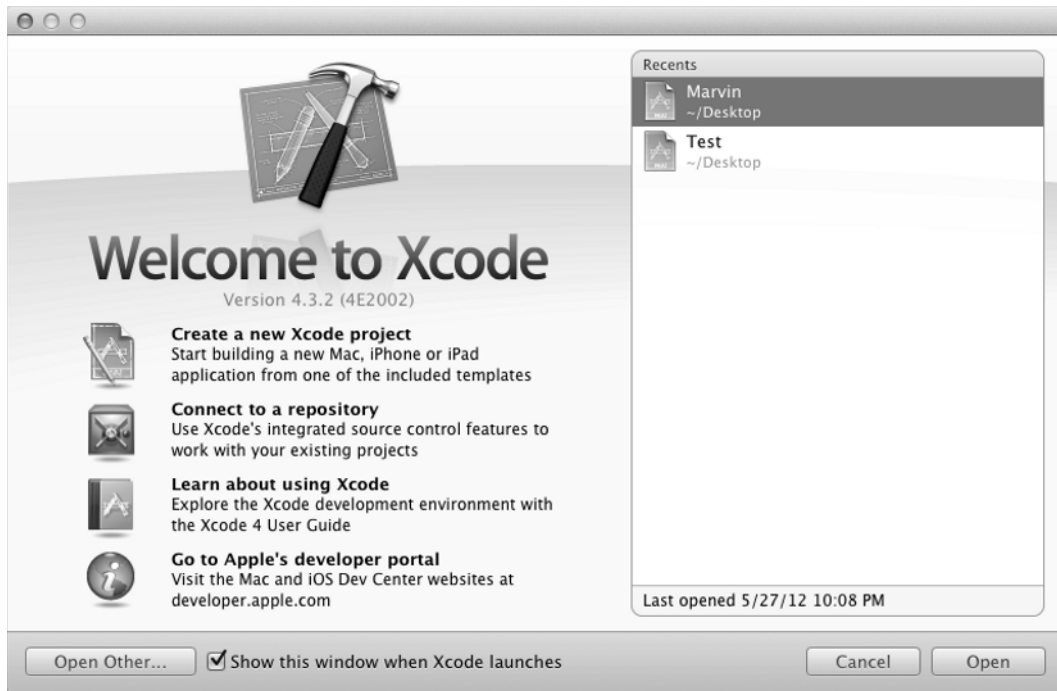 Welcome to Xcode
Version 4.3.2 (4E2002)
Create a new Xcode project
Start building a new Mac, iPhone or iPad
application from one of the included templates
Connect to a repository
Use Xcode's integrated source control features to
work with your existing projects
Learn about using Xcode
Explore the Xcode development environment with
the Xcode 4 User Guide
Go to Apple's developer portal
Visit the Mac and iOS Dev Center websites at
developer.apple.com
Recents
Marvin
~/Desktop
Test
~/Desktop
Last opened 5/27/12 10:08 PM
Open Other...
Show this window when Xcode launches
Cancel
Open